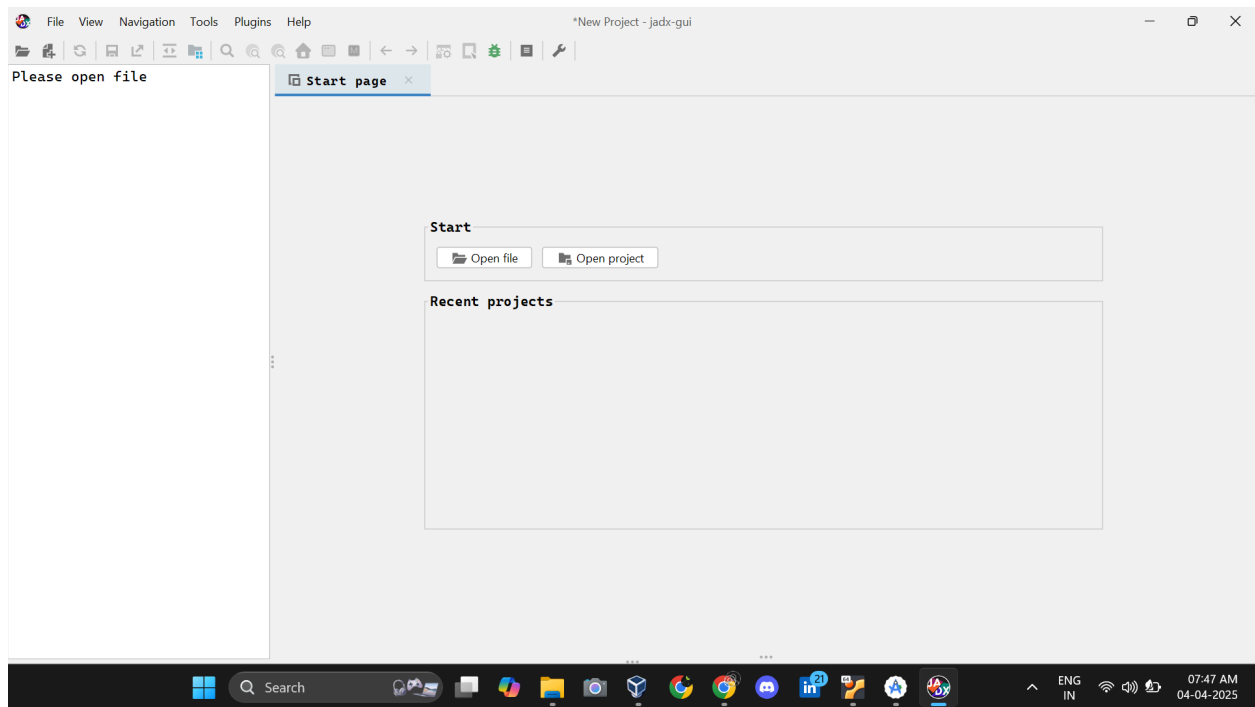 File View Navigation Tools Plugins Help *New Project - jadx-gui
Please open file
Start page
Start
Open file Open project
Recent projects
Search
21
ENG
IN
07:47 AM
04-04-2025